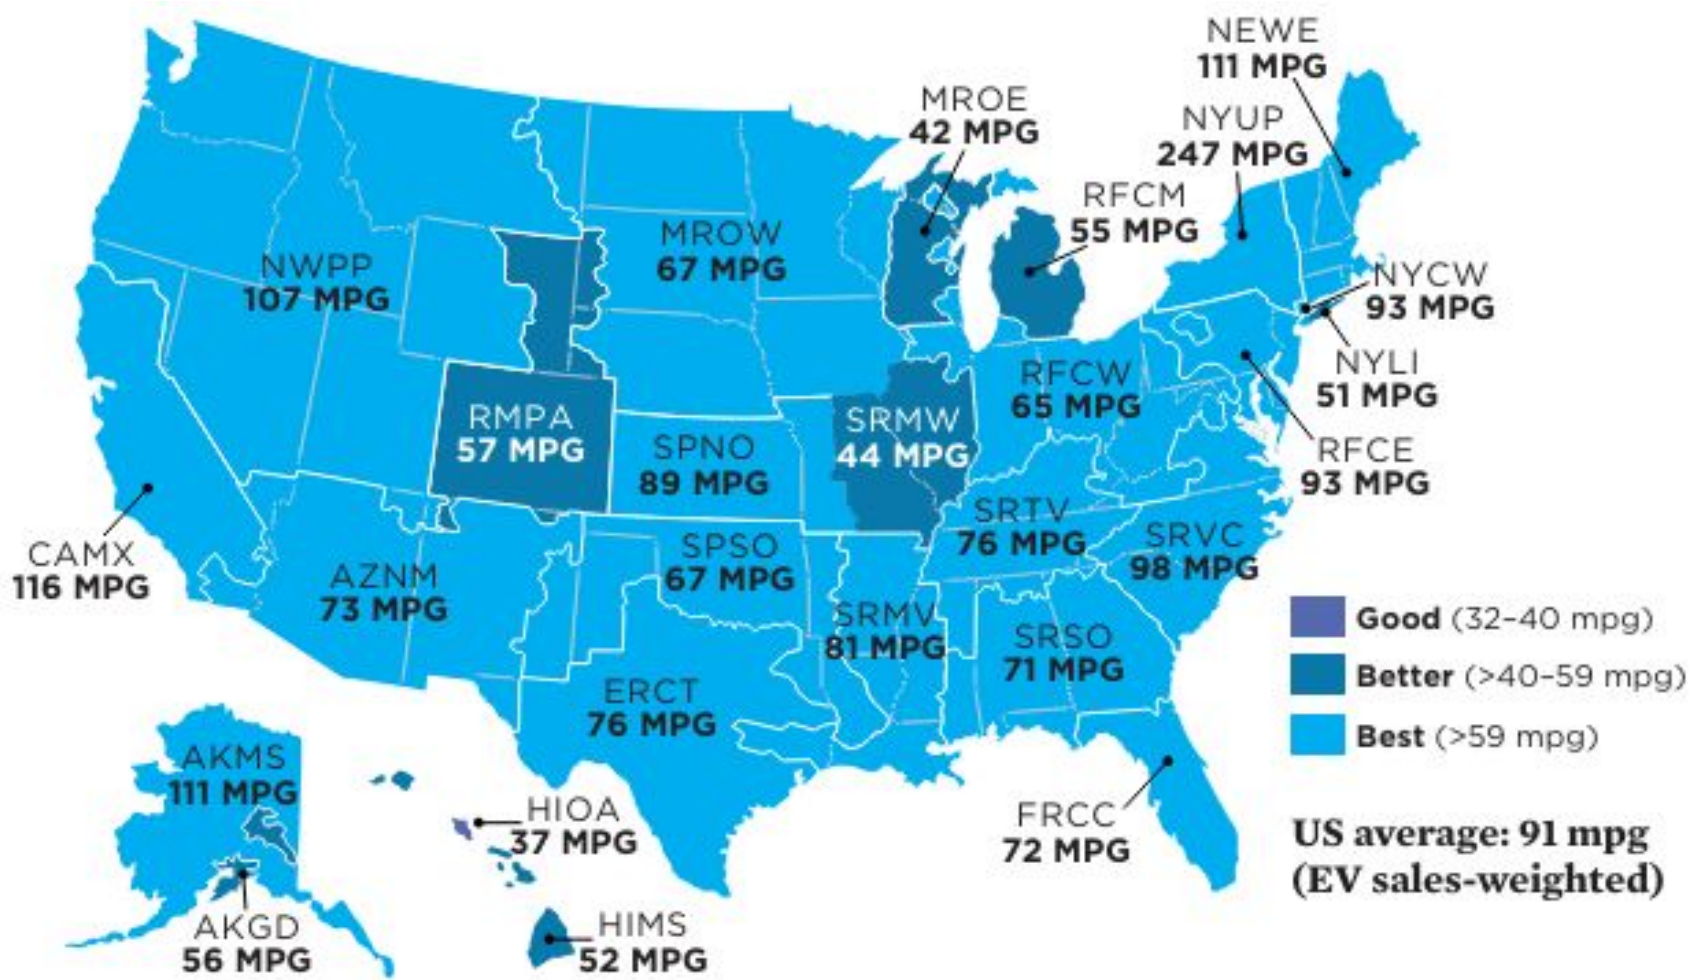 NEWE
111 MPG
MROE
42 MPG
NYUP
247 MPG
RFCM
55 MPG
MROW
67 MPG
NWPP
107 MPG
NYCW
93 MPG
NYLI
51 MPG
RFCW
65 MPG
RMPA
57 MPG
SRMW
44 MPG
SPNO
89 MPG
RFCE
93 MPG
SRTV
76 MPG
SRVC
98 MPG
CAMX
116 MPG
AZNM
73 MPG
SPSO
67 MPG
SRMV
81 MPG
SRSO
71 MPG
ERCT
76 MPG
Good (32–40 mpg)
Better (>40–59 mpg)
Best (>59 mpg)
AKMS
111 MPG
HIOA
37 MPG
FRCC
72 MPG
US average: 91 mpg
(EV sales-weighted)
AKGD
56 MPG
HIMS
52 MPG